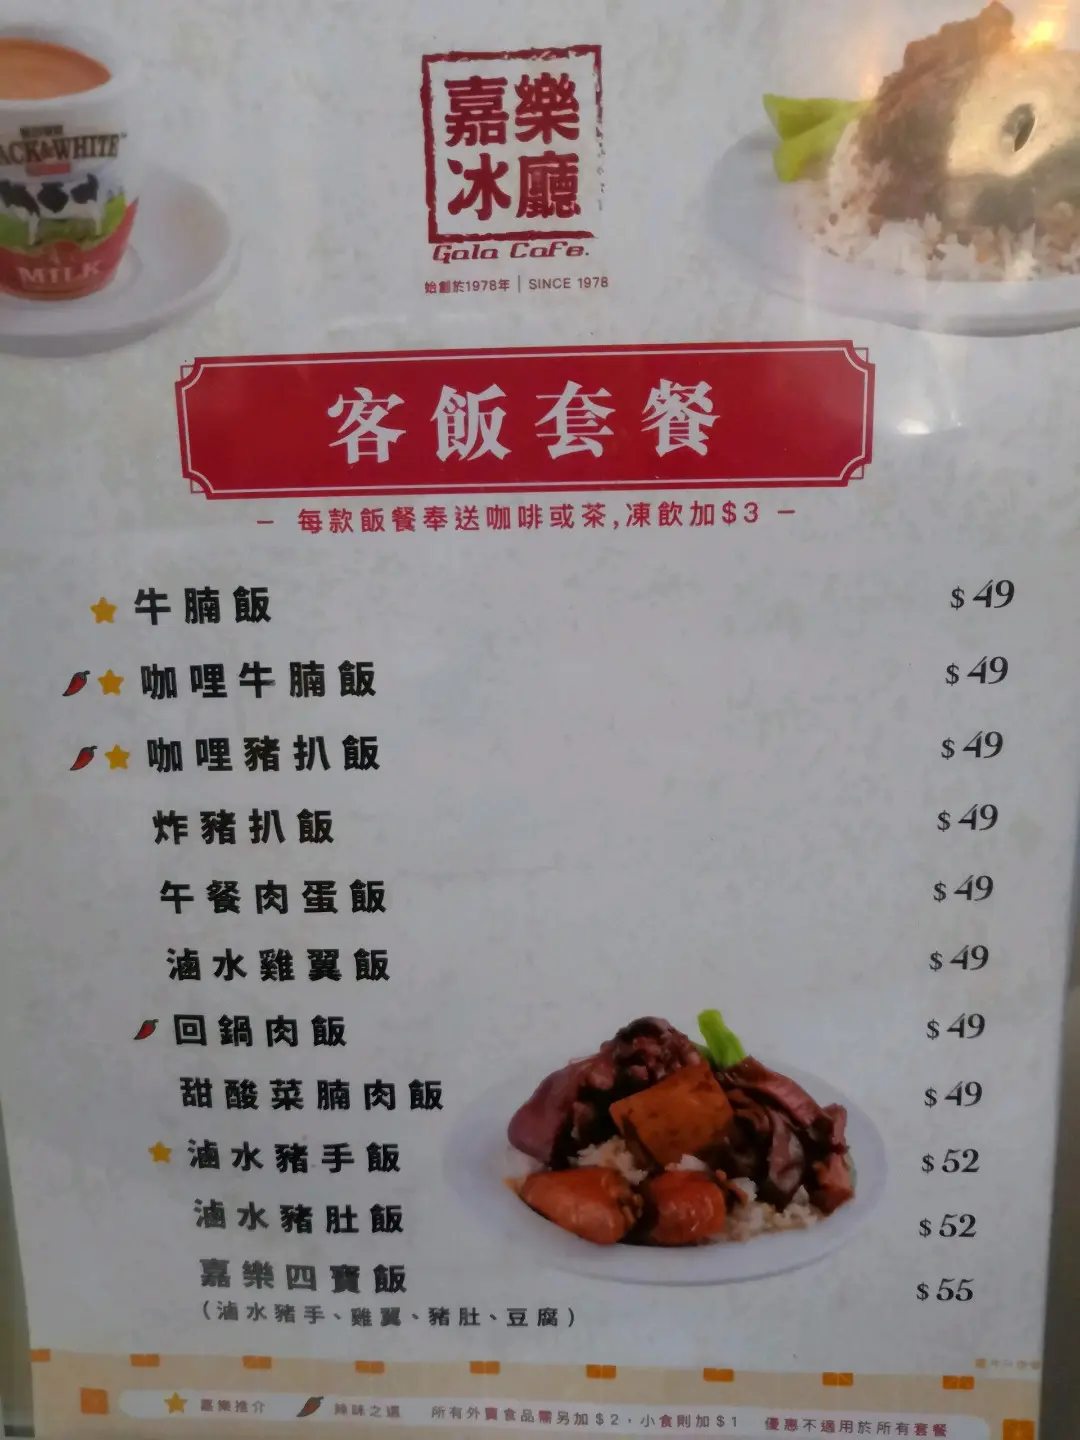 BLACK&WHITE
MILK
嘉樂
冰廳
Gala Cafe.
始創於1978年 | SINCE 1978
客飯套餐
– 每款飯餐奉送咖啡或茶,凍飲加$3 –
牛腩飯 $49
咖哩牛腩飯 $49
咖哩豬扒飯 $49
炸豬扒飯 $49
午餐肉蛋飯 $49
滷水雞翼飯 $49
回鍋肉飯 $49
甜酸菜腩肉飯 $49
滷水豬手飯 $52
滷水豬肚飯 $52
嘉樂四寶飯 $55
(滷水豬手、雞翼、豬肚、豆腐)
嘉樂推介 辣味之選 所有外賣食品需另加$2，小食則加$1 優惠不適用於所有套餐